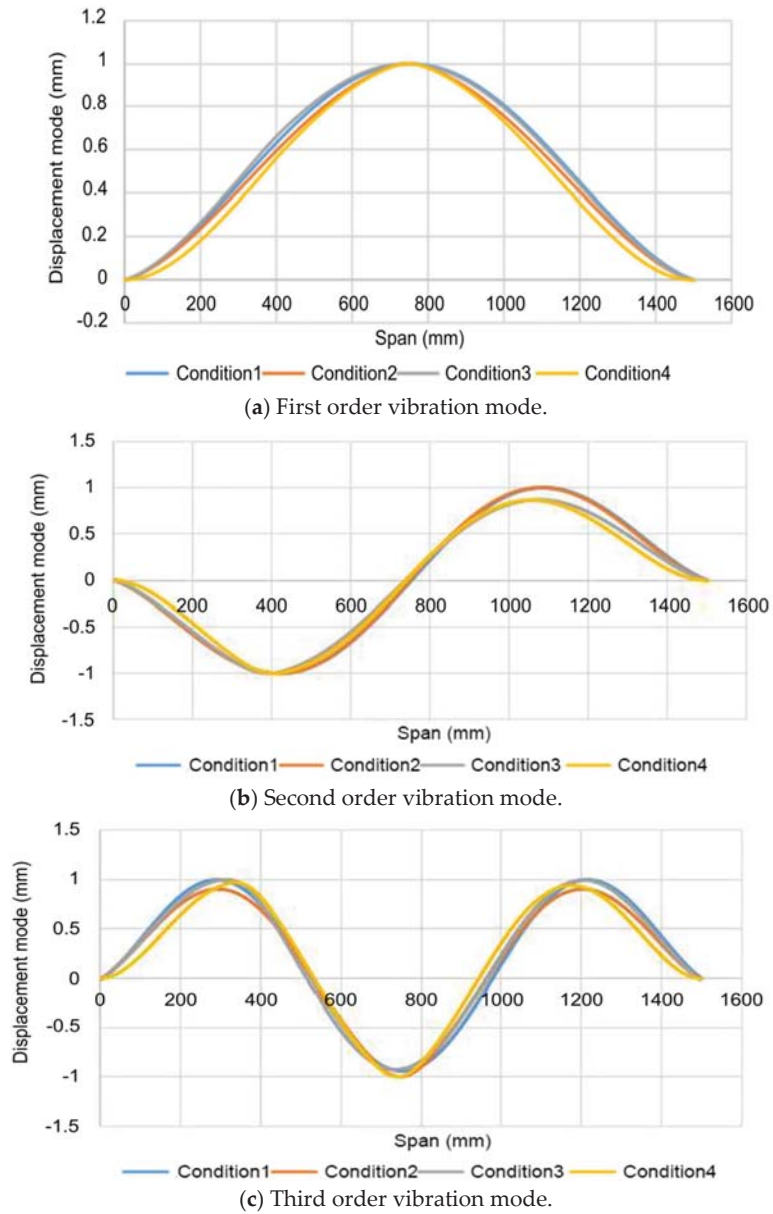 1.2
1
0.8
0.6
0.4
0.2
0
-0.2
Displacement mode (mm)
0 200 400 600 800 1000 1200 1400 1600
Span (mm)
Condition1 Condition2 Condition3 Condition4
(a) First order vibration mode.
1.5
1
0.5
0
-0.5
-1
-1.5
Displacement mode (mm)
0 200 400 600 800 1000 1200 1400 1600
Span (mm)
Condition1 Condition2 Condition3 Condition4
(b) Second order vibration mode.
1.5
1
0.5
0
-0.5
-1
-1.5
Displacement mode (mm)
0 200 400 600 800 1000 1200 1400 1600
Span (mm)
Condition1 Condition2 Condition3 Condition4
(c) Third order vibration mode.